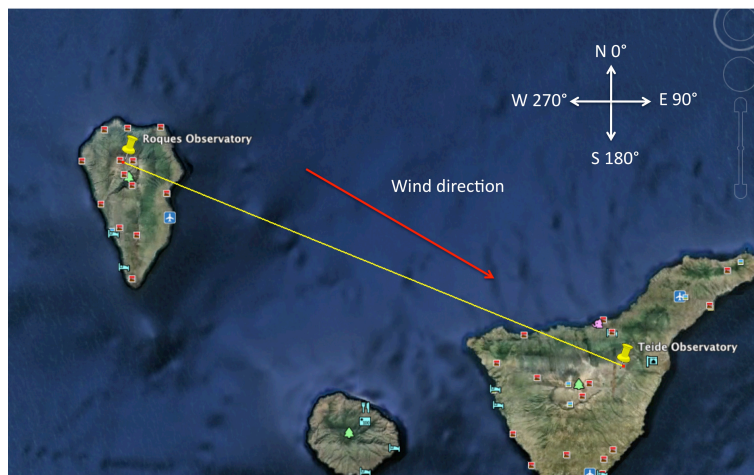 N 0°
W 270°
E 90°
S 180°
Roques Observatory
Wind direction
Teide Observatory